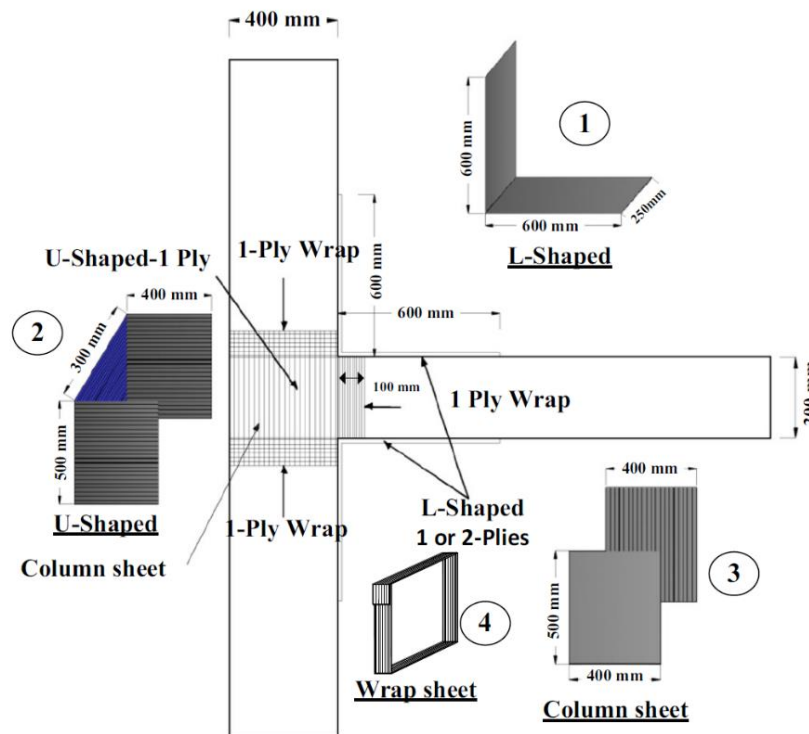 400 mm
1
600 mm
600 mm
250mm
L-Shaped
U-Shaped-1 Ply
1-Ply Wrap
400 mm
2
300 mm
500 mm
U-Shaped
600 mm
600 mm
100 mm
1 Ply Wrap
300 mm
L-Shaped
1 or 2-Plies
1-Ply Wrap
Column sheet
4
Wrap sheet
400 mm
3
500 mm
400 mm
Column sheet